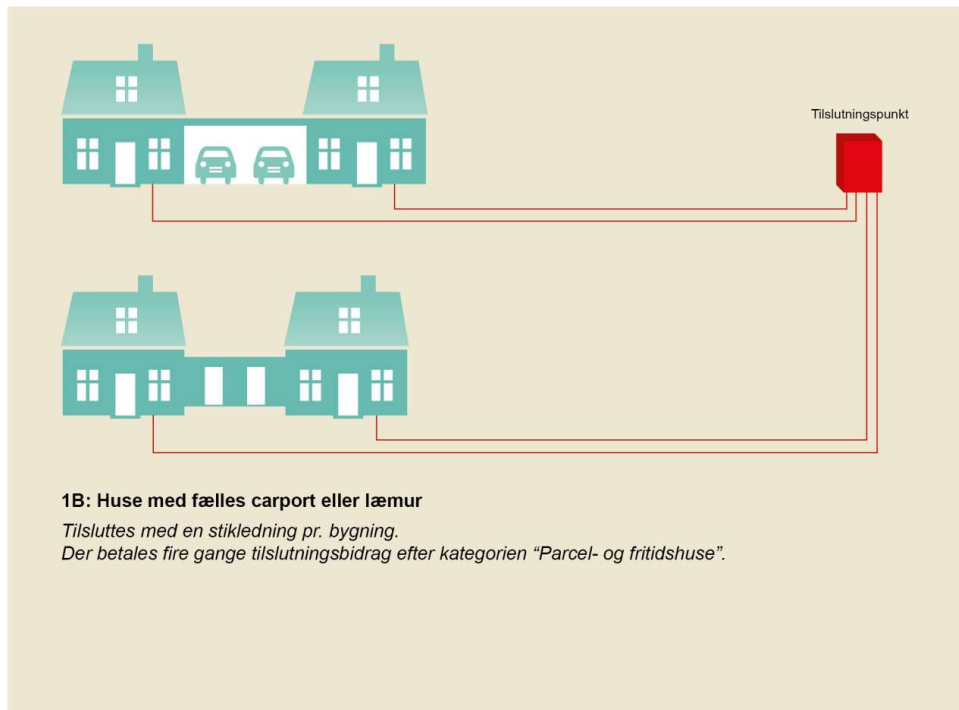 Tilslutningspunkt
1B: Huse med fælles carport eller læmur
Tilsluttes med en stikledning pr. bygning.
Der betales fire gange tilslutningsbidrag efter kategorien “Parcel- og fritidshuse”.